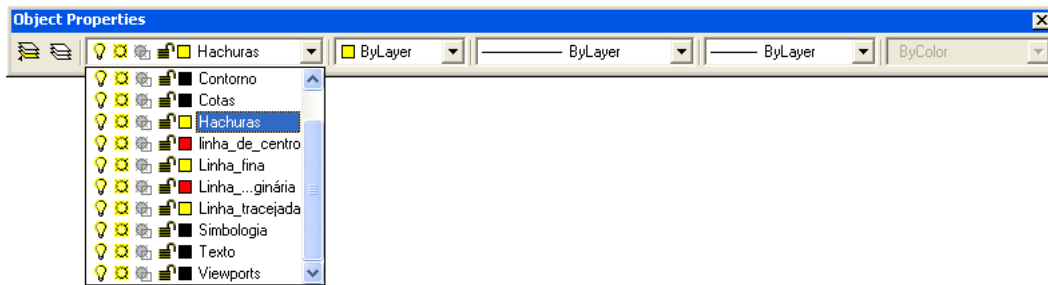 Object Properties
Hachuras ByLayer ByLayer ByLayer ByColor
Contorno
Cotas
Hachuras
linha_de_centro
Linha_fina
Linha_...ginária
Linha_tracejada
Simbologia
Texto
Viewports